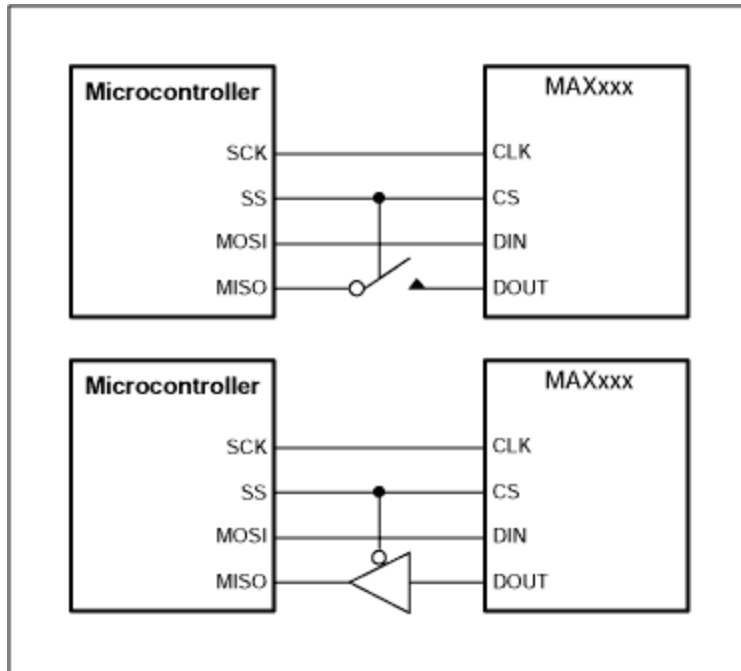 Microcontroller MAXxxx
SCK CLK
SS CS
MOSI DIN
MISO DOUT
Microcontroller MAXxxx
SCK CLK
SS CS
MOSI DIN
MISO DOUT